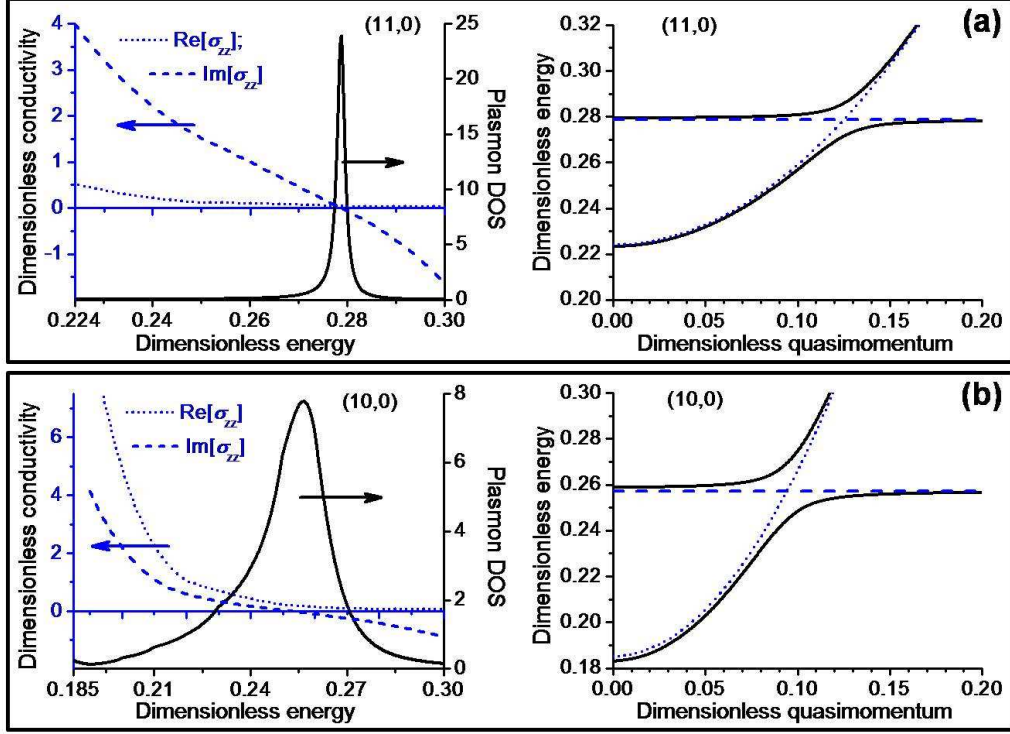 (a)
(11,0)
Re[σzz];
Im[σzz]
Dimensionless conductivity
4
3
2
1
0
-1
0.224 0.24 0.26 0.28 0.30
Dimensionless energy
25
20
15
10
5
0
Plasmon DOS
(11,0)
Dimensionless energy
0.32
0.30
0.28
0.26
0.24
0.22
0.20
0.00 0.05 0.10 0.15 0.20
Dimensionless quasimomentum
(b)
(10,0)
Re[σzz]
Im[σzz]
Dimensionless conductivity
6
4
2
0
0.185 0.21 0.24 0.27 0.30
Dimensionless energy
8
6
4
2
0
Plasmon DOS
(10,0)
Dimensionless energy
0.30
0.28
0.26
0.24
0.22
0.20
0.18
0.00 0.05 0.10 0.15 0.20
Dimensionless quasimomentum